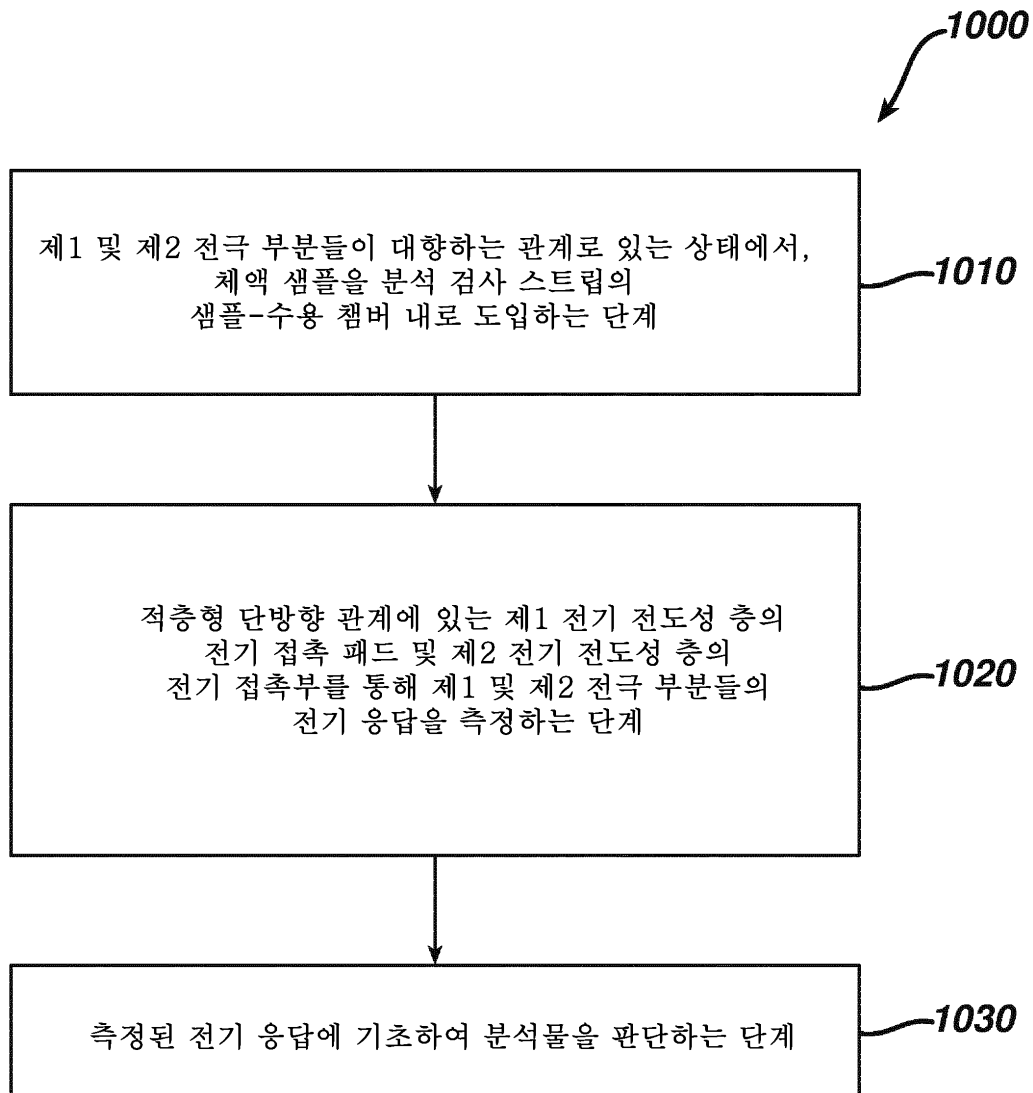 1000
제1 및 제2 전극 부분들이 대향하는 관계로 있는 상태에서,
체액 샘플을 분석 검사 스트립의
샘플-수용 챔버 내로 도입하는 단계
1010
적층형 단방향 관계에 있는 제1 전기 전도성 층의
전기 접촉 패드 및 제2 전기 전도성 층의
전기 접촉부를 통해 제1 및 제2 전극 부분들의
전기 응답을 측정하는 단계
1020
측정된 전기 응답에 기초하여 분석물을 판단하는 단계
1030